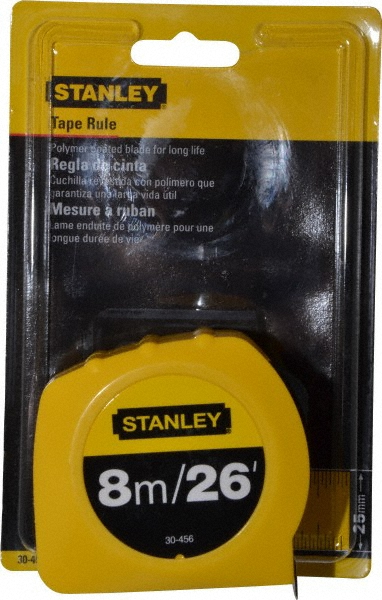 STANLEY
Tape Rule
Polymer coated blade for long life
Regla de cinta
Cuchilla revestida con polimero que
garantiza una larga vida útil
Mesure à ruban
Lame enduite de polymère pour une
longue durée de vie
STANLEY
8m/26'
30-456
25mm